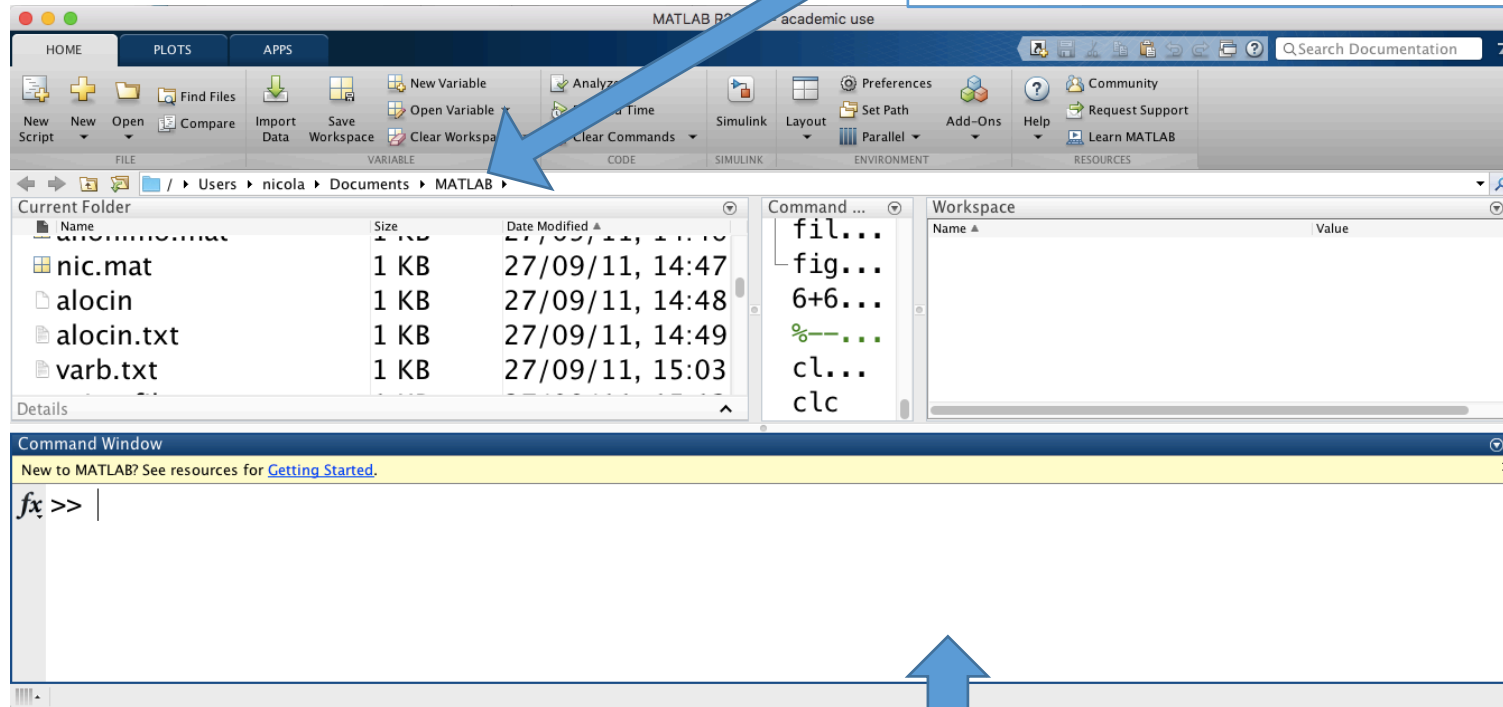 MATLAB academic use
HOME PLOTS APPS Search Documentation
New Script New Open Find Files Compare Import Data Save Workspace New Variable Open Variable Clear Workspa Analyz Time Clear Commands Simulink Layout Preferences Set Path Parallel Add-Ons Help Community Request Support Learn MATLAB
FILE VARIABLE CODE SIMULINK ENVIRONMENT RESOURCES
/ Users nicola Documents MATLAB
Current Folder
Name Size Date Modified
nic.mat 1 KB 27/09/11, 14:47
alocin 1 KB 27/09/11, 14:48
alocin.txt 1 KB 27/09/11, 14:49
varb.txt 1 KB 27/09/11, 15:03
Details
Command ...
fil...
fig...
6+6...
%--...
cl...
clc
Workspace
Name Value
Command Window
New to MATLAB? See resources for Getting Started.
fx >>